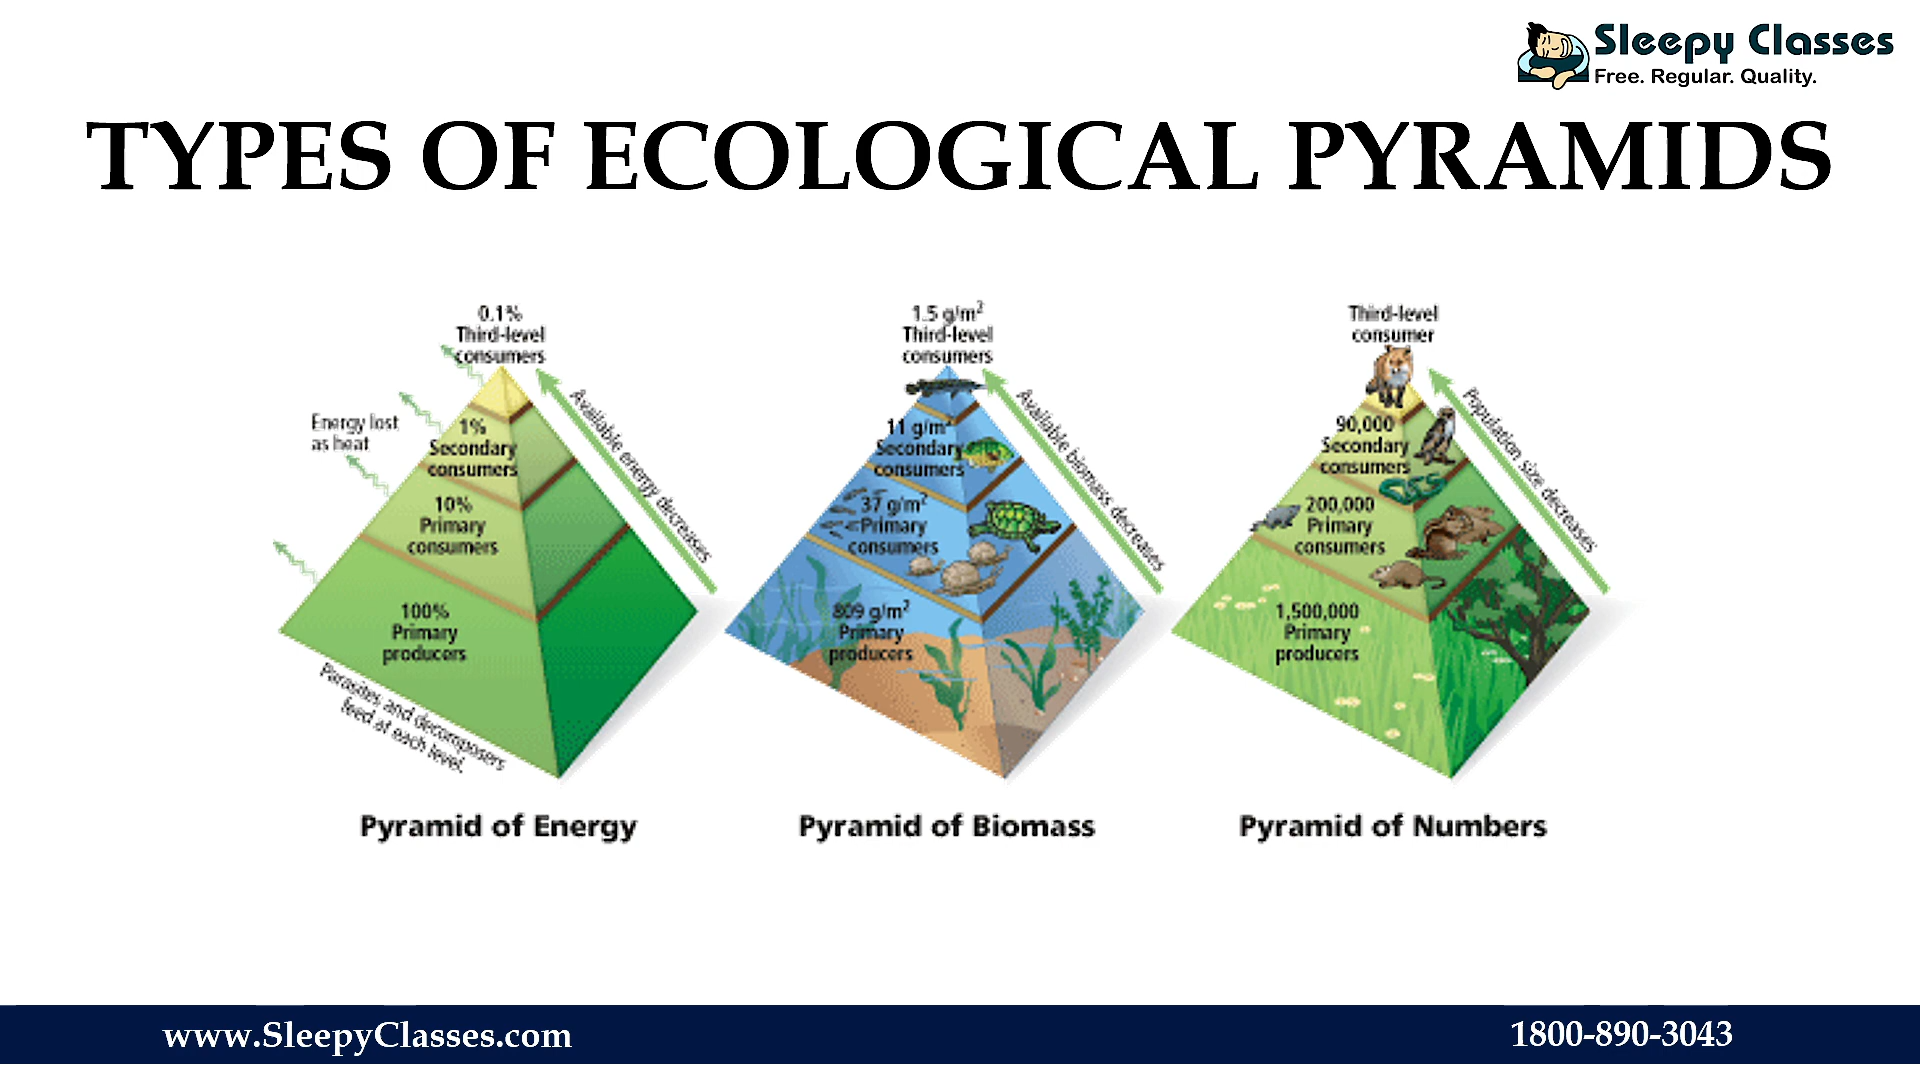 Sleepy Classes
Free. Regular. Quality.
TYPES OF ECOLOGICAL PYRAMIDS
0.1%
Third-level
consumers
Energy lost
as heat
1%
Secondary
consumers
10%
Primary
consumers
100%
Primary
producers
Available energy decreases
Parasites and decomposers
feed at each level.
Pyramid of Energy
1.5 g/m²
Third-level
consumers
11 g/m²
Secondary
consumers
37 g/m²
Primary
consumers
809 g/m²
Primary
producers
Available biomass decreases
Pyramid of Biomass
Third-level
consumer
90,000
Secondary
consumers
200,000
Primary
consumers
1,500,000
Primary
producers
Population size decreases
Pyramid of Numbers
www.SleepyClasses.com
1800-890-3043